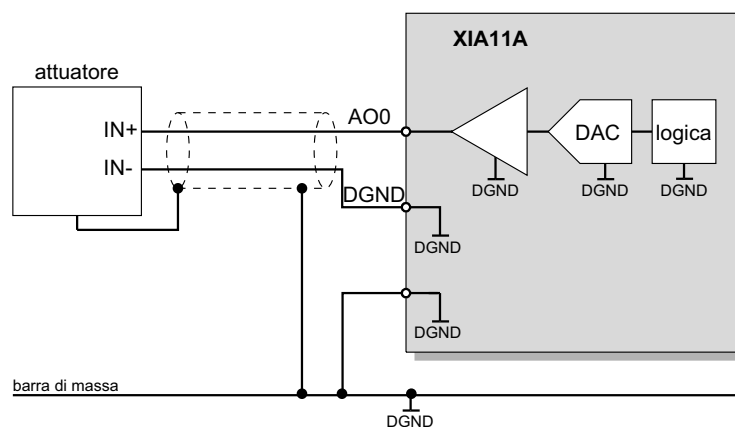 XIA11A
attuatore
IN+
AO0
DAC
logica
IN-
DGND
DGND
DGND
DGND
DGND
DGND
barra di massa
DGND